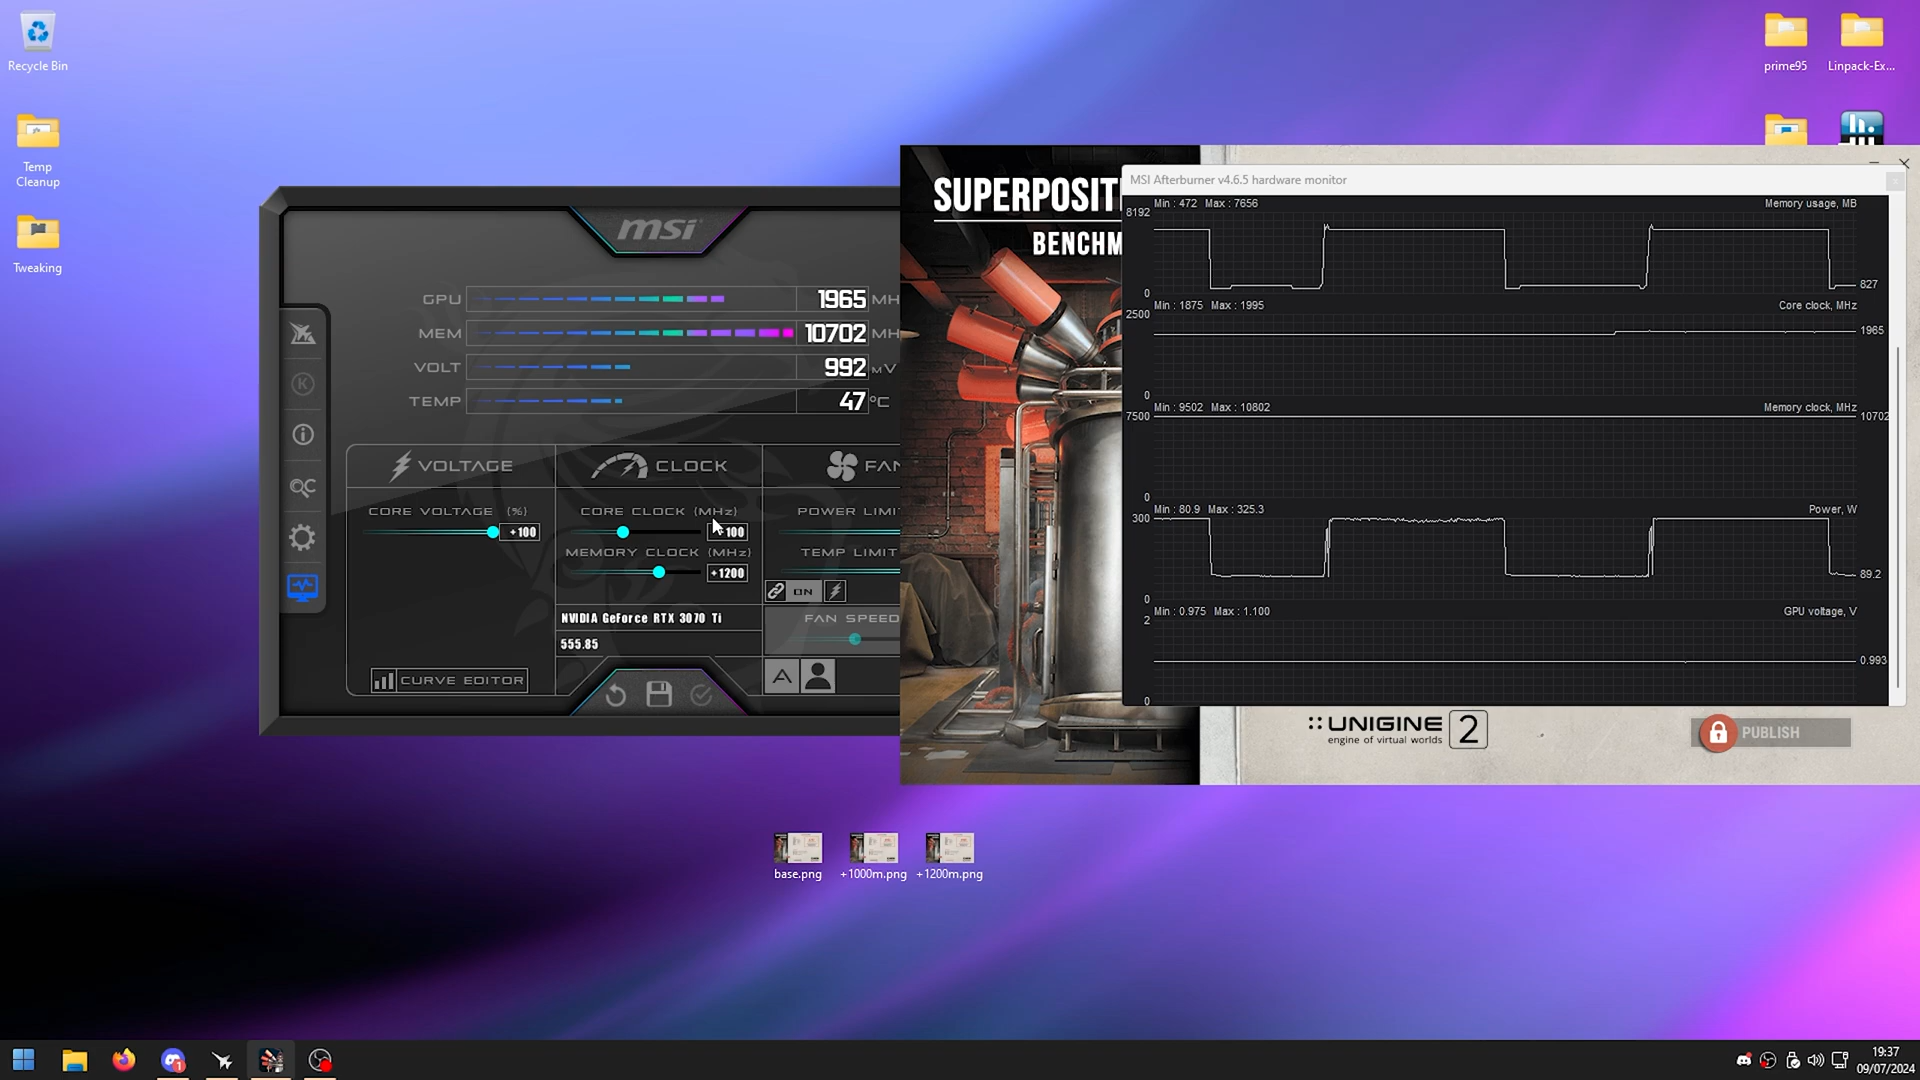 Recycle Bin
Temp
Cleanup
Tweaking
prime95
Linpack-Ex...
msi
GPU
1965
MH
MEM
10702
MH
VOLT
992
MV
TEMP
47
°C
VOLTAGE
CLOCK
FAN
CORE VOLTAGE (%)
+100
CORE CLOCK (MHz)
100
MEMORY CLOCK (MHz)
+1200
POWER LIMI
TEMP LIMIT
ON
NVIDIA GeForce RTX 3070 Ti
555.85
FAN SPEED
CURVE EDITOR
K
A
SUPERPOSIT
BENCHM
MSI Afterburner v4.6.5 hardware monitor
Min : 472 Max : 7656
Memory usage, MB
8192
827
0
Min : 1875 Max : 1995
Core clock, MHz
2500
1965
0
Min : 9502 Max : 10802
Memory clock, MHz
7500
10702
0
Min : 80.9 Max : 325.3
Power, W
300
89.2
0
Min : 0.975 Max : 1.100
GPU voltage, V
2
0.993
0
UNIGINE 2
engine of virtual worlds
PUBLISH
base.png
+1000m.png
+1200m.png
1
19:37
09/07/2024